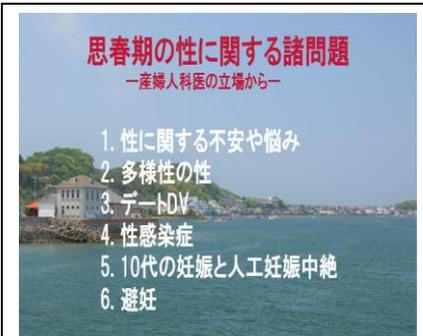 思春期の性に関する諸問題
ー産婦人科医の立場からー
1. 性に関する不安や悩み
2. 多様性の性
3. デートDV
4. 性感染症
5. 10代の妊娠と人工妊娠中絶
6. 避妊